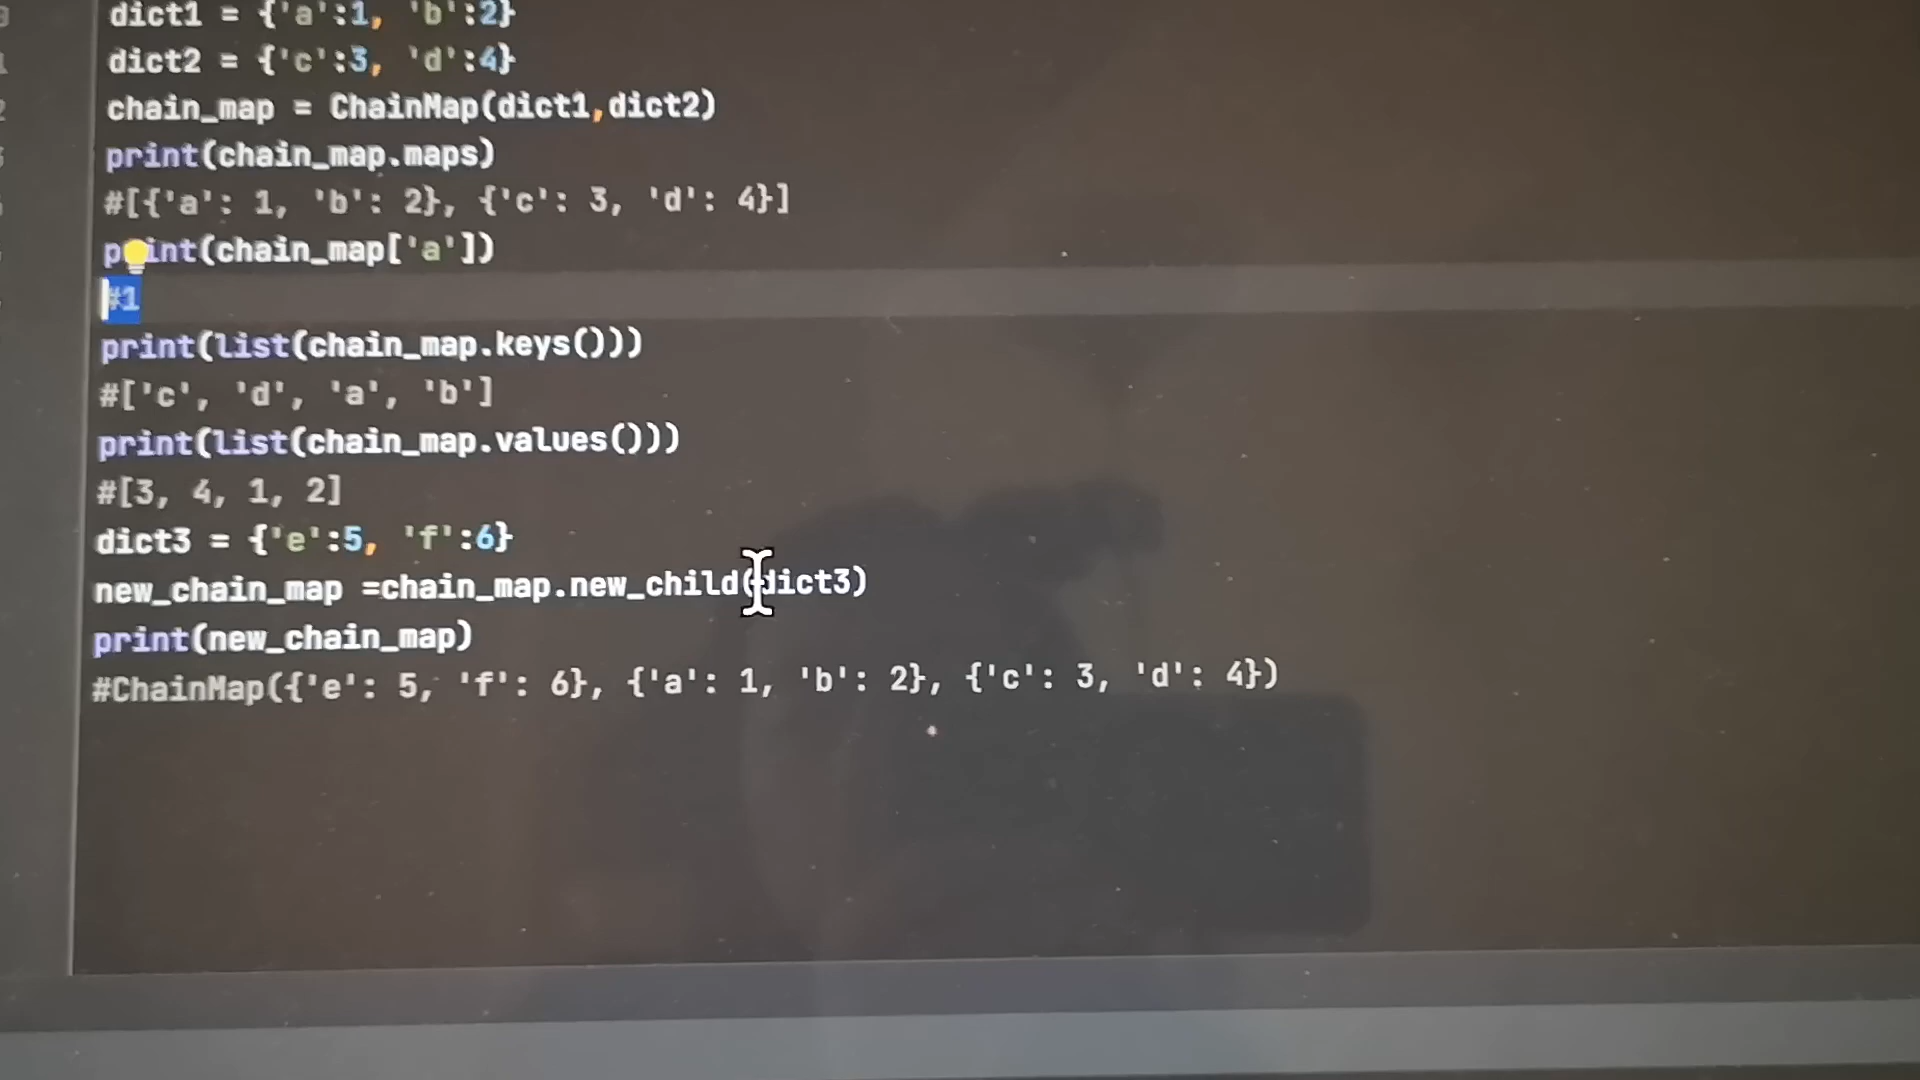 dict1 = {'a':1, 'b':2}
dict2 = {'c':3, 'd':4}
chain_map = ChainMap(dict1,dict2)
print(chain_map.maps)
#[{'a': 1, 'b': 2}, {'c': 3, 'd': 4}]
print(chain_map['a'])
#1
print(list(chain_map.keys()))
#['c', 'd', 'a', 'b']
print(list(chain_map.values()))
#[3, 4, 1, 2]
dict3 = {'e':5, 'f':6}
new_chain_map =chain_map.new_child(dict3)
print(new_chain_map)
#ChainMap({'e': 5, 'f': 6}, {'a': 1, 'b': 2}, {'c': 3, 'd': 4})